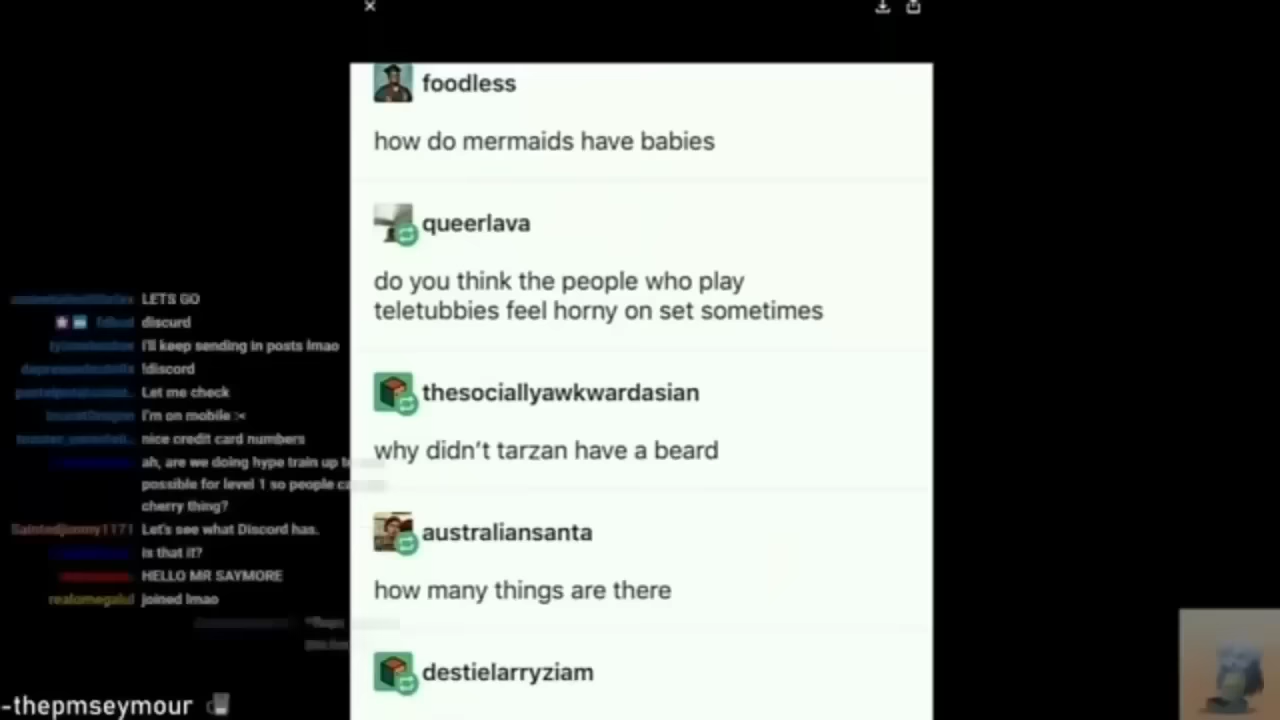 foodless
how do mermaids have babies
queerlava
do you think the people who play
teletubbies feel horny on set sometimes
thesociallyawkwardasian
why didn't tarzan have a beard
australiansanta
how many things are there
destielarryziam
LETS GO
discurd
I'll keep sending in posts lmao
!discord
Let me check
I'm on mobile :<
nice credit card numbers
ah, are we doing hype train up
possible for level 1 so people
cherry thing?
Let's see what Discord has.
is that it?
HELLO MR SAYMORE
realomegalul joined lmao
-thepmseymour